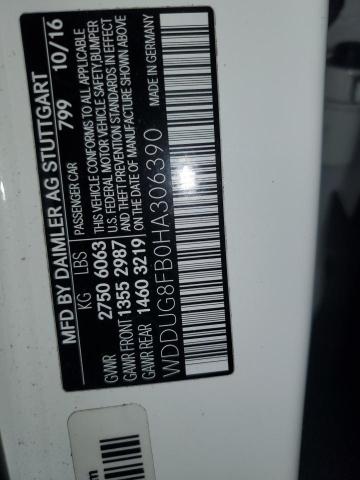 MFD BY DAIMLER AG STUTTGART
799 10/16
PASSENGER CAR
KG LBS
GVWR 2750 6063
GAWR FRONT 1355 2987
GAWR REAR 1460 3219
THIS VEHICLE CONFORMS TO ALL APPLICABLE
U.S. FEDERAL MOTOR VEHICLE SAFETY, BUMPER
AND THEFT PREVENTION STANDARDS IN EFFECT
ON THE DATE OF MANUFACTURE SHOWN ABOVE
WDDUG8FB0HA306390
MADE IN GERMANY